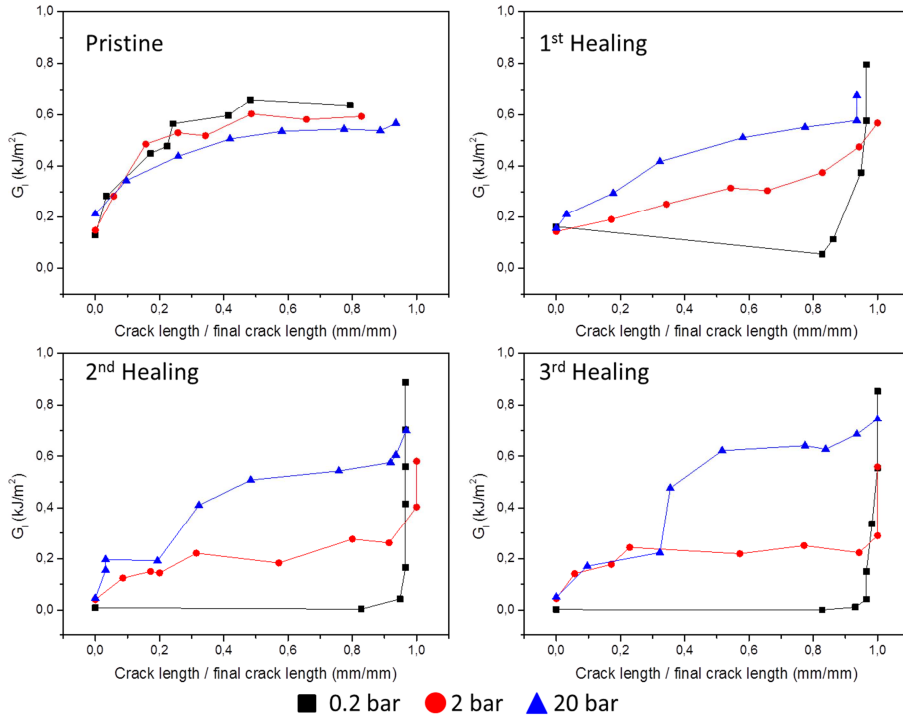 Pristine
1,0
0,8
0,6
0,4
0,2
0,0
G_I (kJ/m²)
0,0 0,2 0,4 0,6 0,8 1,0
Crack length / final crack length (mm/mm)
1st Healing
1,0
0,8
0,6
0,4
0,2
0,0
G_I (kJ/m²)
0,0 0,2 0,4 0,6 0,8 1,0
Crack length / final crack length (mm/mm)
2nd Healing
1,0
0,8
0,6
0,4
0,2
0,0
G_I (kJ/m²)
0,0 0,2 0,4 0,6 0,8 1,0
Crack length / final crack length (mm/mm)
3rd Healing
1,0
0,8
0,6
0,4
0,2
0,0
G_I (kJ/m²)
0,0 0,2 0,4 0,6 0,8 1,0
Crack length / final crack length (mm/mm)
0.2 bar 2 bar 20 bar